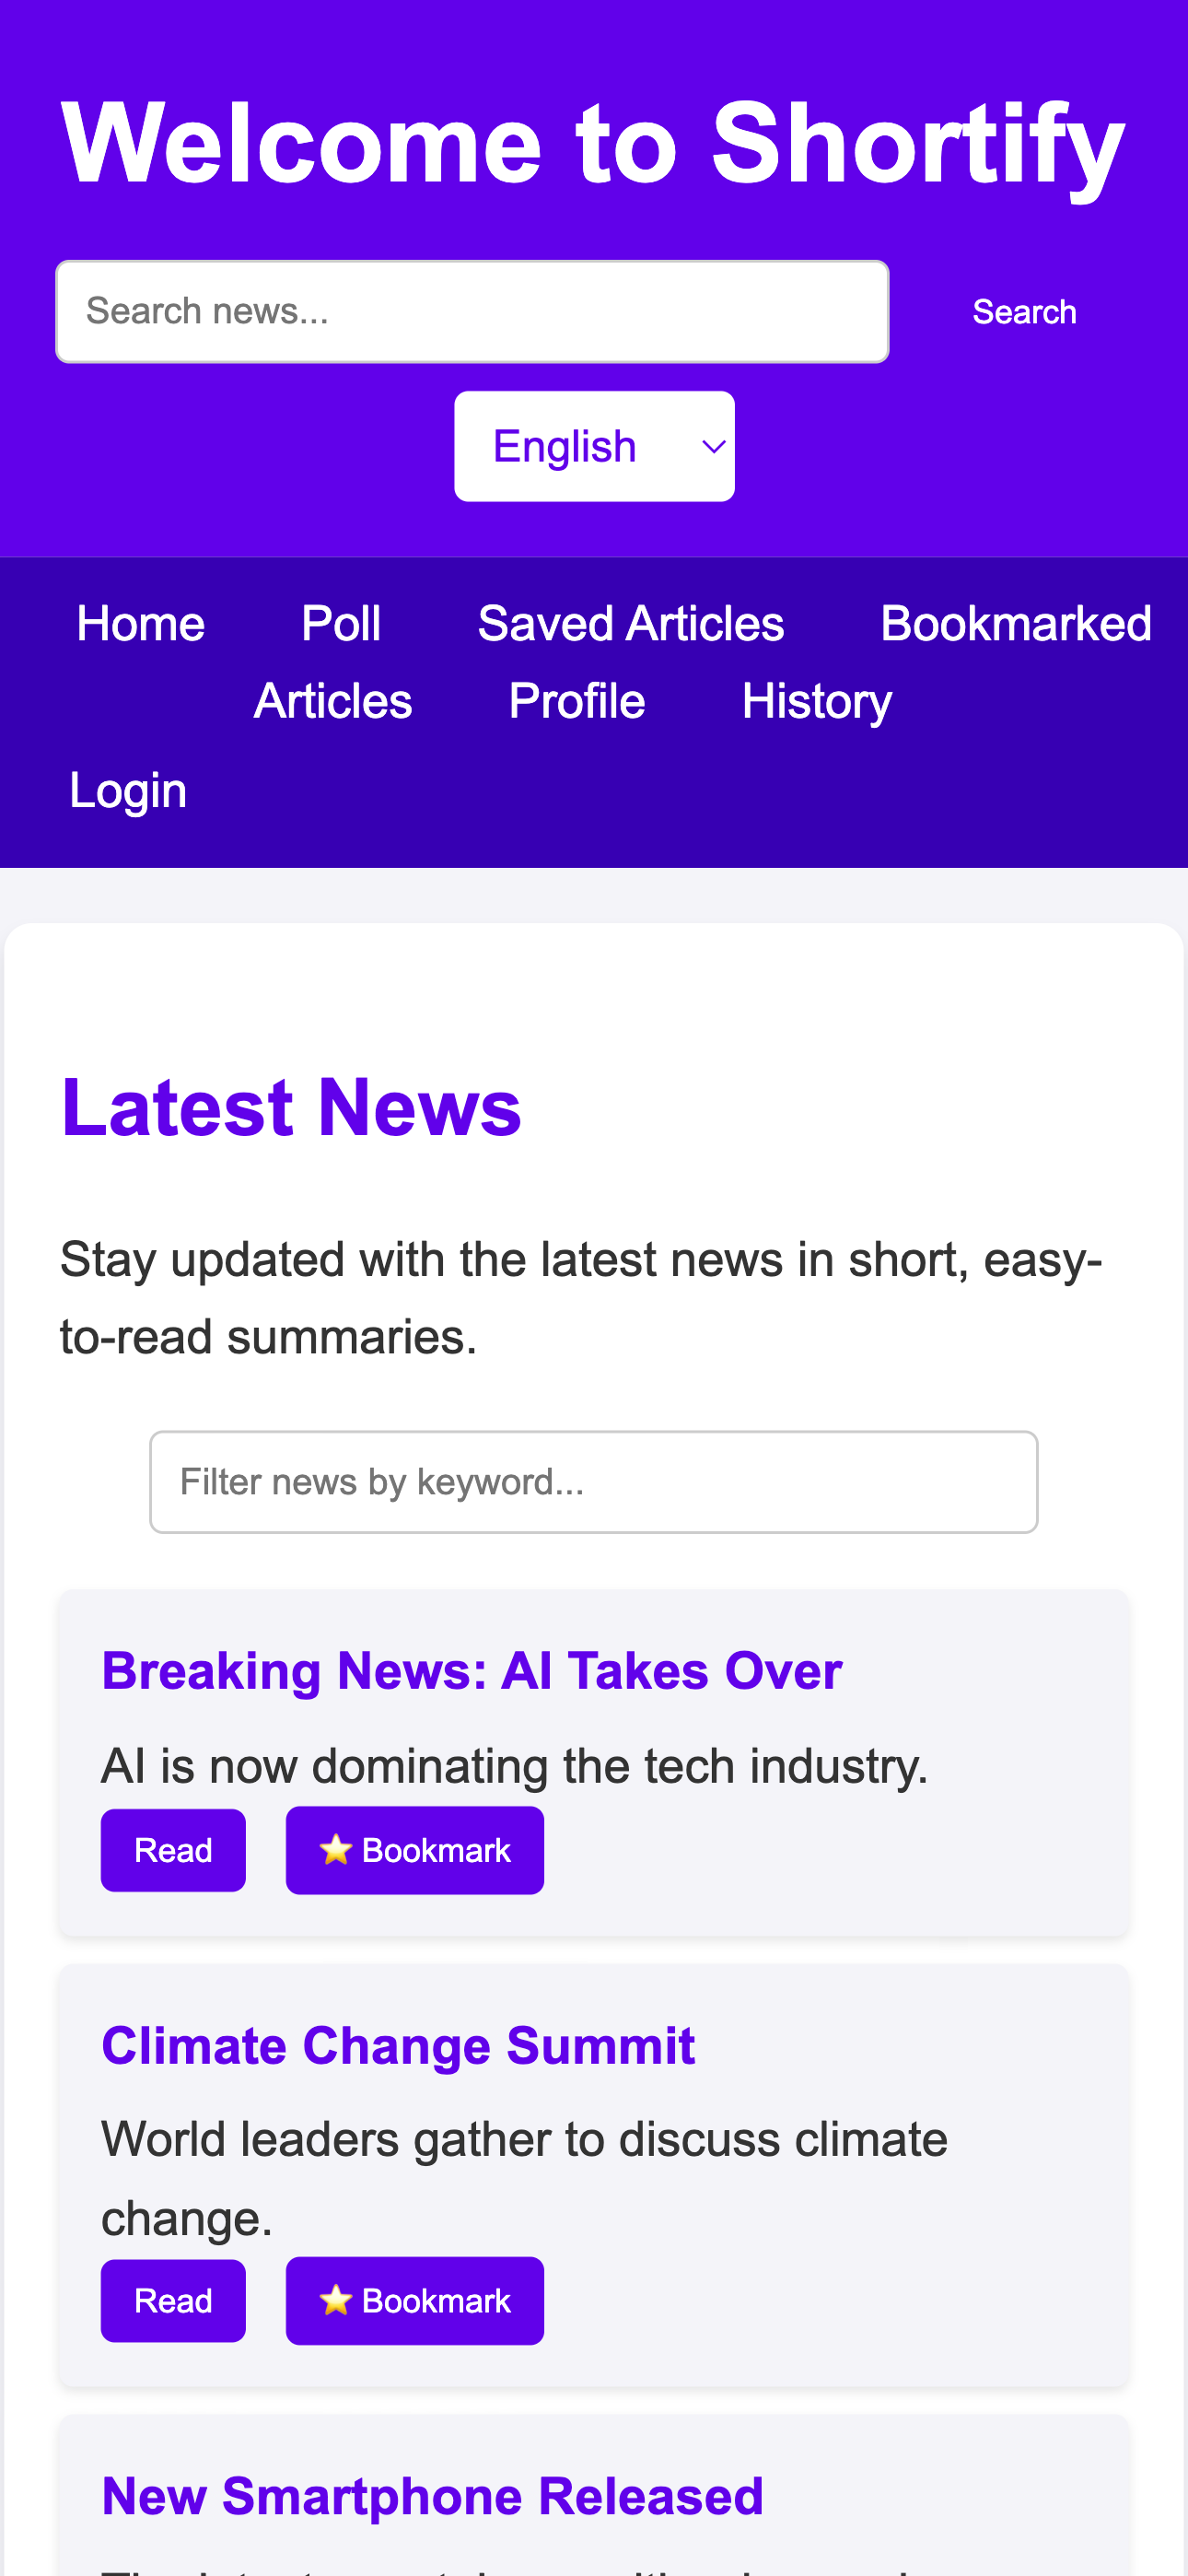 Welcome to Shortify
Search news...
Search
English
Home Poll Saved Articles Bookmarked
Articles Profile History
Login
Latest News
Stay updated with the latest news in short, easy-
to-read summaries.
Filter news by keyword...
Breaking News: AI Takes Over
AI is now dominating the tech industry.
Read ⭐ Bookmark
Climate Change Summit
World leaders gather to discuss climate
change.
Read ⭐ Bookmark
New Smartphone Released